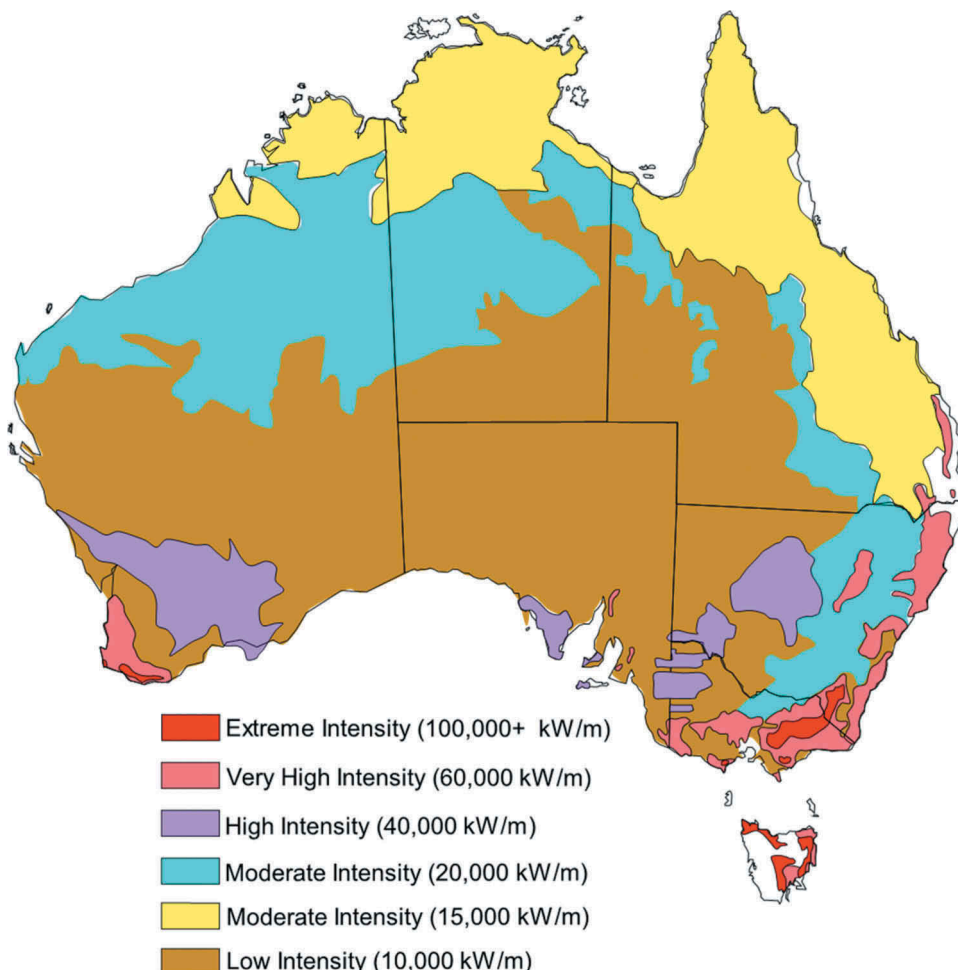 Extreme Intensity (100,000+ kW/m)
Very High Intensity (60,000 kW/m)
High Intensity (40,000 kW/m)
Moderate Intensity (20,000 kW/m)
Moderate Intensity (15,000 kW/m)
Low Intensity (10,000 kW/m)